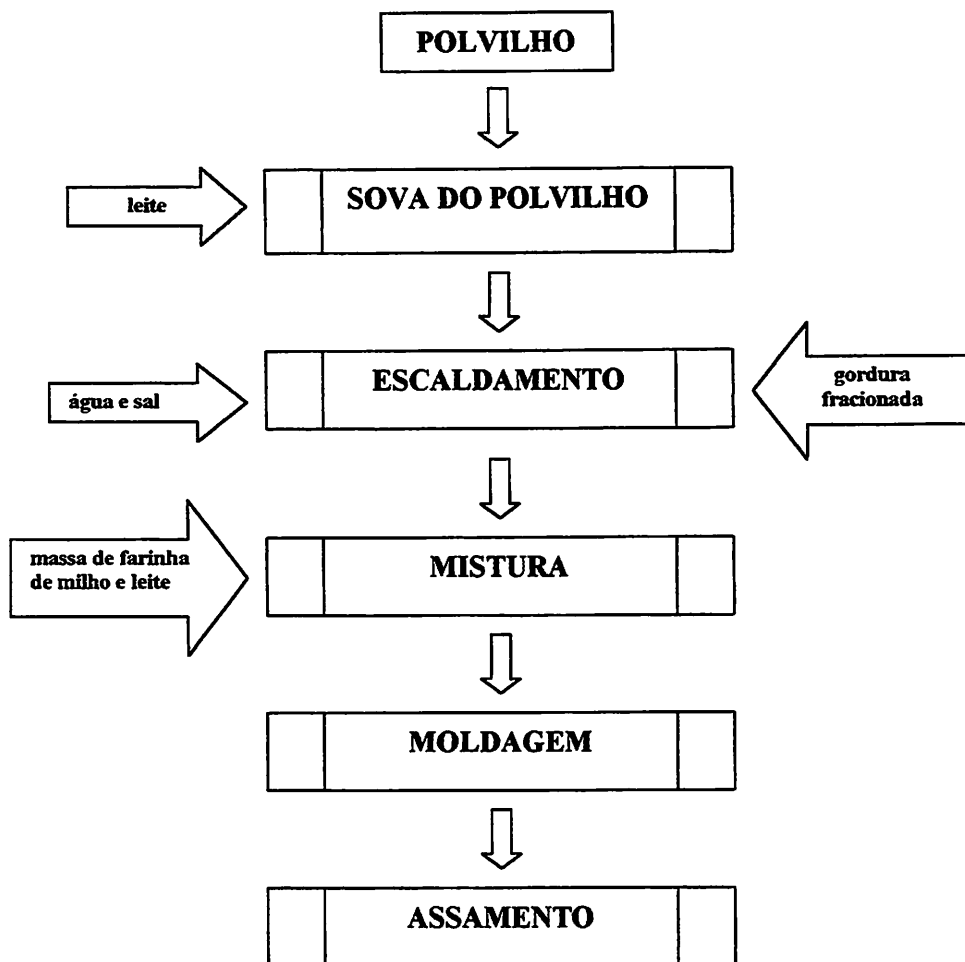 POLVILHO
leite
SOVA DO POLVILHO
água e sal
ESCALDAMENTO
gordura
fracionada
massa de farinha
de milho e leite
MISTURA
MOLDAGEM
ASSAMENTO